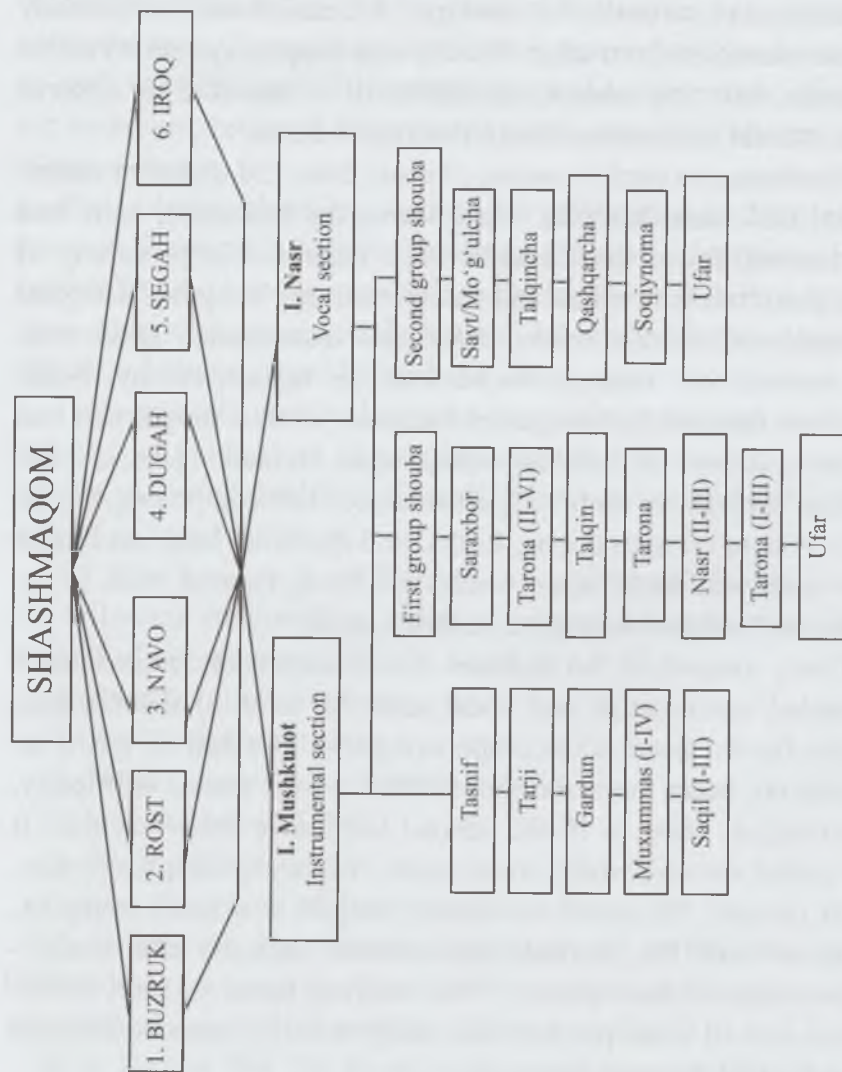 SHASHMAQOM
1. BUZRUK
2. ROST
3. NAVO
4. DUGAH
5. SEGAH
6. IROQ
I. Mushkulot
Instrumental section
I. Nasr
Vocal section
Tasnif
Tarji
Gardun
Muxammas (I-IV)
Saqil (I-III)
First group shouba
Saraxbor
Tarona (II-VI)
Talqin
Tarona
Nasr (II-III)
Tarona (I-III)
Ufar
Second group shouba
Savt/Mo‘g‘ulcha
Talqincha
Qashqarcha
Soqiynoma
Ufar